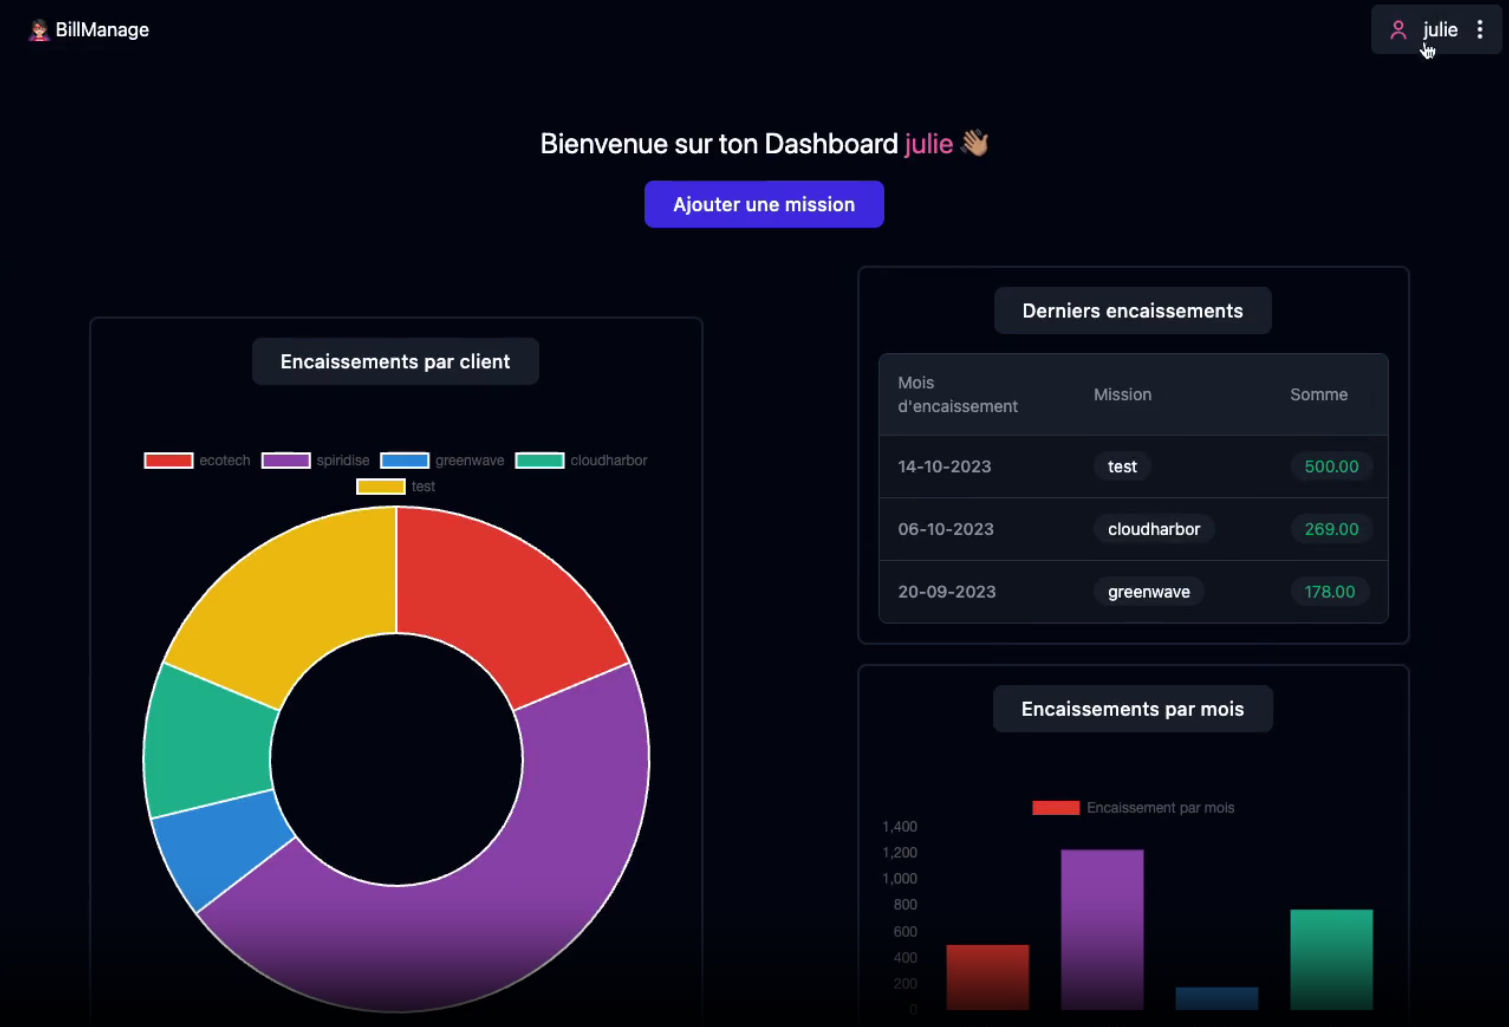 BillManage
julie
Bienvenue sur ton Dashboard julie 👋🏽
Ajouter une mission
Encaissements par client
ecotech spiridise greenwave cloudharbor
test
Derniers encaissements
Mois
d'encaissement
Mission
Somme
14-10-2023 test 500.00
06-10-2023 cloudharbor 269.00
20-09-2023 greenwave 178.00
Encaissements par mois
Encaissement par mois
1,400
1,200
1,000
800
600
400
200
0